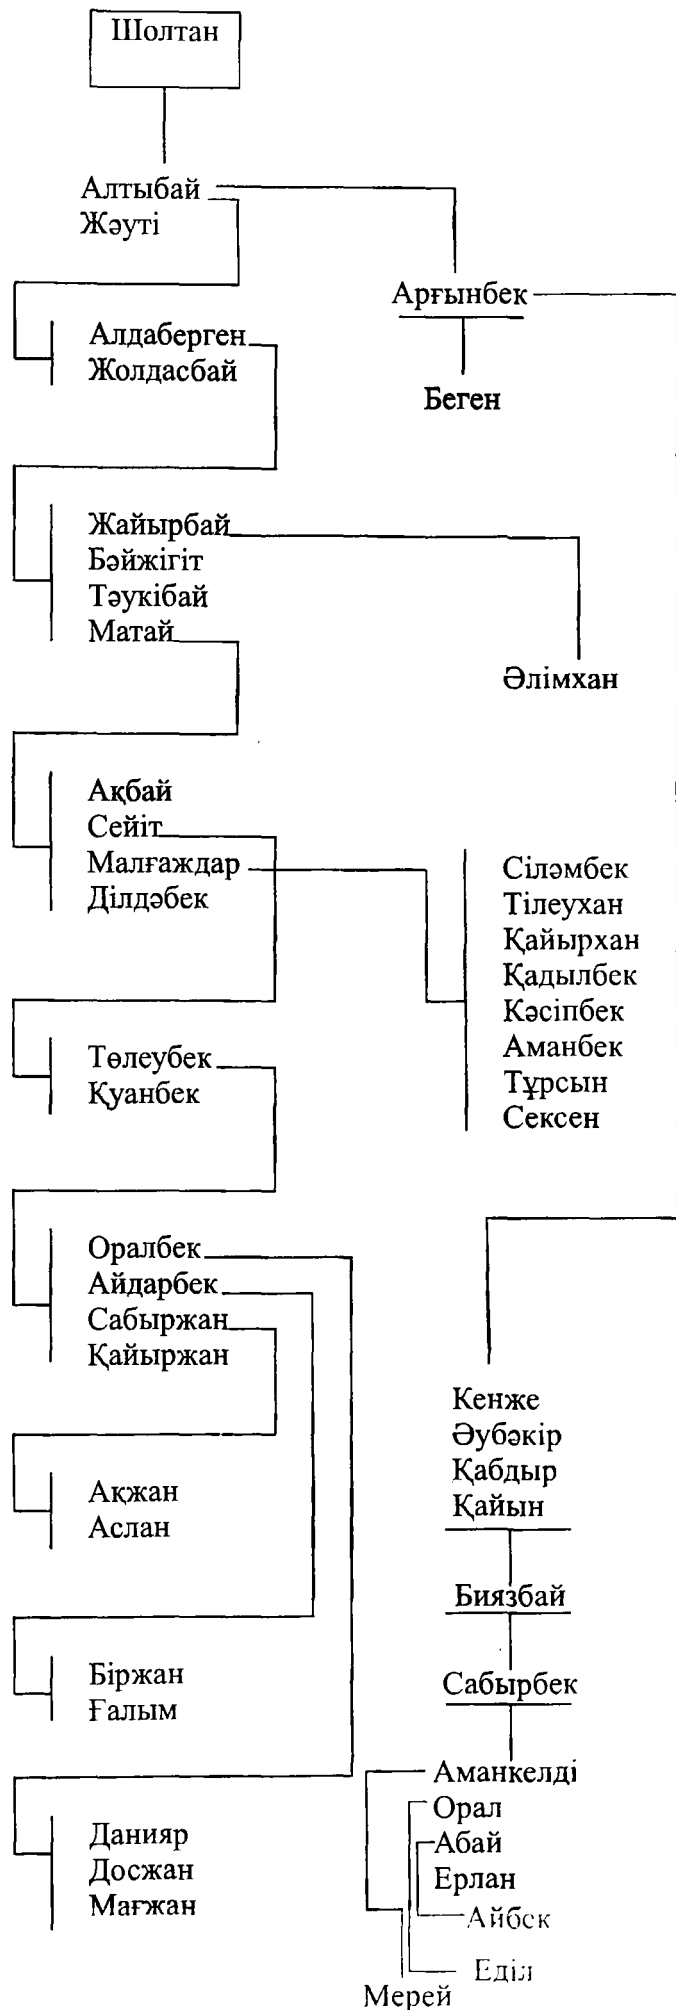 Шолтан
Алтыбай
Жәуті
Арғынбек
Беген
Алдаберген
Жолдасбай
Жайырбай
Бәйжігіт
Тәукібай
Матай
Әлімхан
Ақбай
Сейіт
Малғаждар
Ділдәбек
Сіләмбек
Тілеухан
Қайырхан
Қадылбек
Кәсіпбек
Аманбек
Тұрсын
Сексен
Төлеубек
Қуанбек
Оралбек
Айдарбек
Сабыржан
Қайыржан
Кенже
Әубәкір
Қабдыр
Қайын
Ақжан
Аслан
Биязбай
Сабырбек
Біржан
Ғалым
Аманкелді
Орал
Абай
Ерлан
Айбек
Еділ
Мерей
Данияр
Досжан
Мағжан